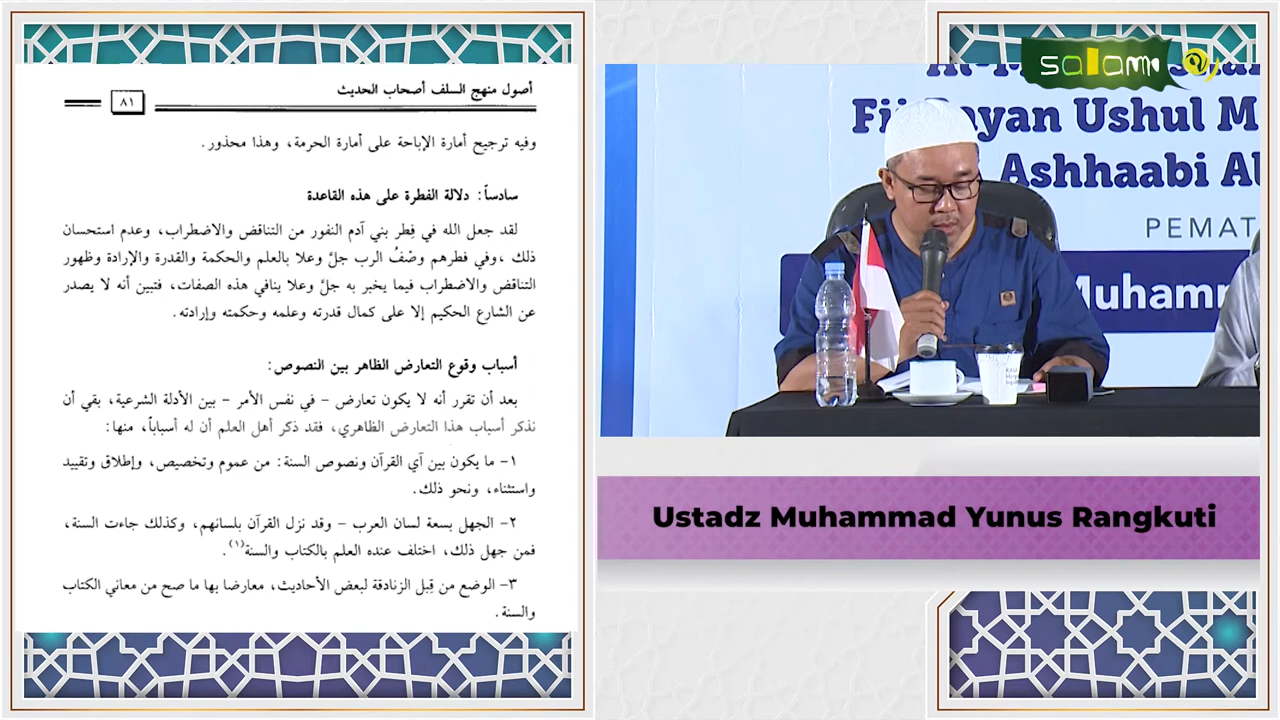 أصول منهج السلف أصحاب الحديث
٨١
وفيه ترجيح أمارة الإباحة على أمارة الحرمة، وهذا محذور.
سادساً: دلالة الفطرة على هذه القاعدة
لقد جعل الله في فِطر بني آدم النفور من التناقض والاضطراب، وعدم استحسان
ذلك ،وفي فطرهم وصْفُ الرب جلَّ وعلا بالعلم والحكمة والقدرة والإرادة وظهور
التناقض والاضطراب فيما يخبر به جلَّ وعلا ينافي هذه الصفات، فتبين أنه لا يصدر
عن الشارع الحكيم إلا على كمال قدرته وعلمه وحكمته وإرادته.
أسباب وقوع التعارض الظاهر بين النصوص:
بعد أن تقرر أنه لا يكون تعارض - في نفس الأمر - بين الأدلة الشرعية، بقي أن
نذكر أسباب هذا التعارض الظاهري، فقد ذكر أهل العلم أن له أسباباً، منها:
١- ما يكون بين آي القرآن ونصوص السنة: من عموم وتخصيص، وإطلاق وتقييد
واستثناء، ونحو ذلك.
٢- الجهل بسعة لسان العرب - وقد نزل القرآن بلسانهم، وكذلك جاءت السنة،
فمن جهل ذلك، اختلف عنده العلم بالكتاب والسنة(١).
٣- الوضع من قِبل الزنادقة لبعض الأحاديث، معارضا بها ما صح من معاني الكتاب
والسنة.
salam
Bayan Ushul M
Ashhaabi Al
PEMAT
Muhamm
Ustadz Muhammad Yunus Rangkuti